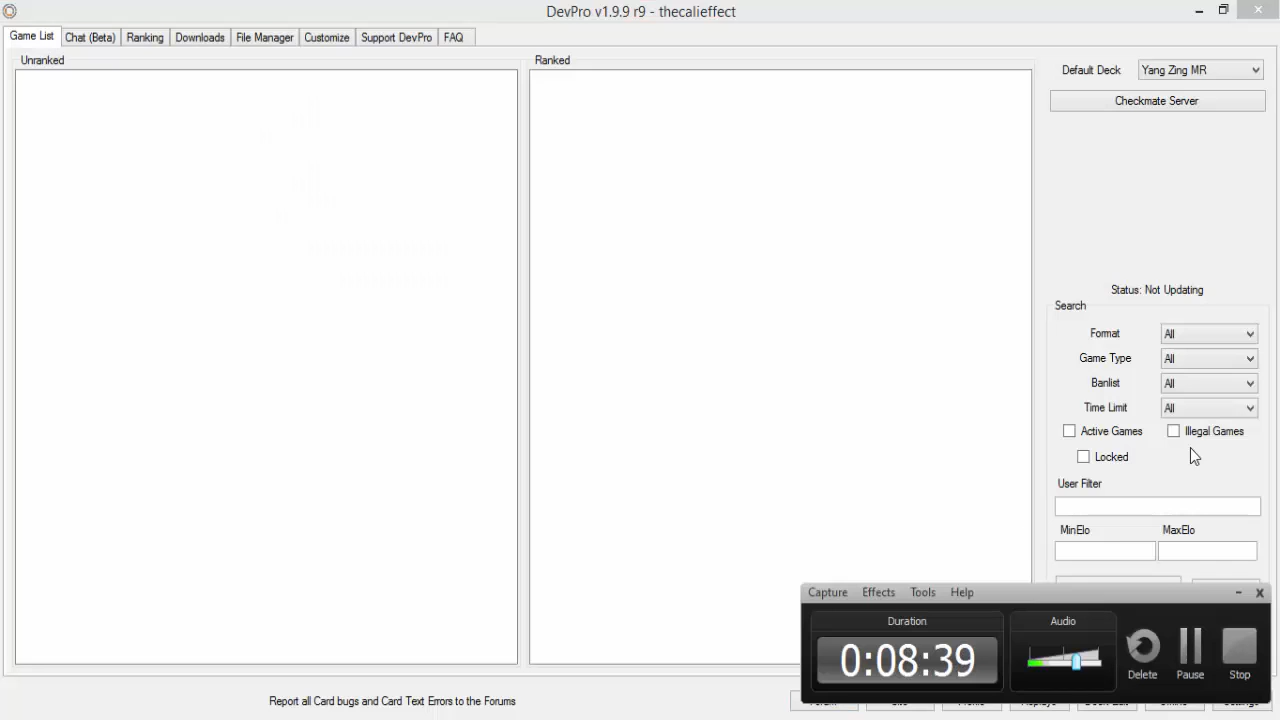 DevPro v1.9.9 r9 - thecalieffect
Game List Chat (Beta) Ranking Downloads File Manager Customize Support DevPro FAQ
Unranked Ranked
Default Deck Yang Zing MR
Checkmate Server
Status: Not Updating
Search
Format All
Game Type All
Banlist All
Time Limit All
Active Games Illegal Games
Locked
User Filter
MinElo MaxElo
Capture Effects Tools Help
Duration Audio
0:08:39
Delete Pause Stop
Report all Card bugs and Card Text Errors to the Forums